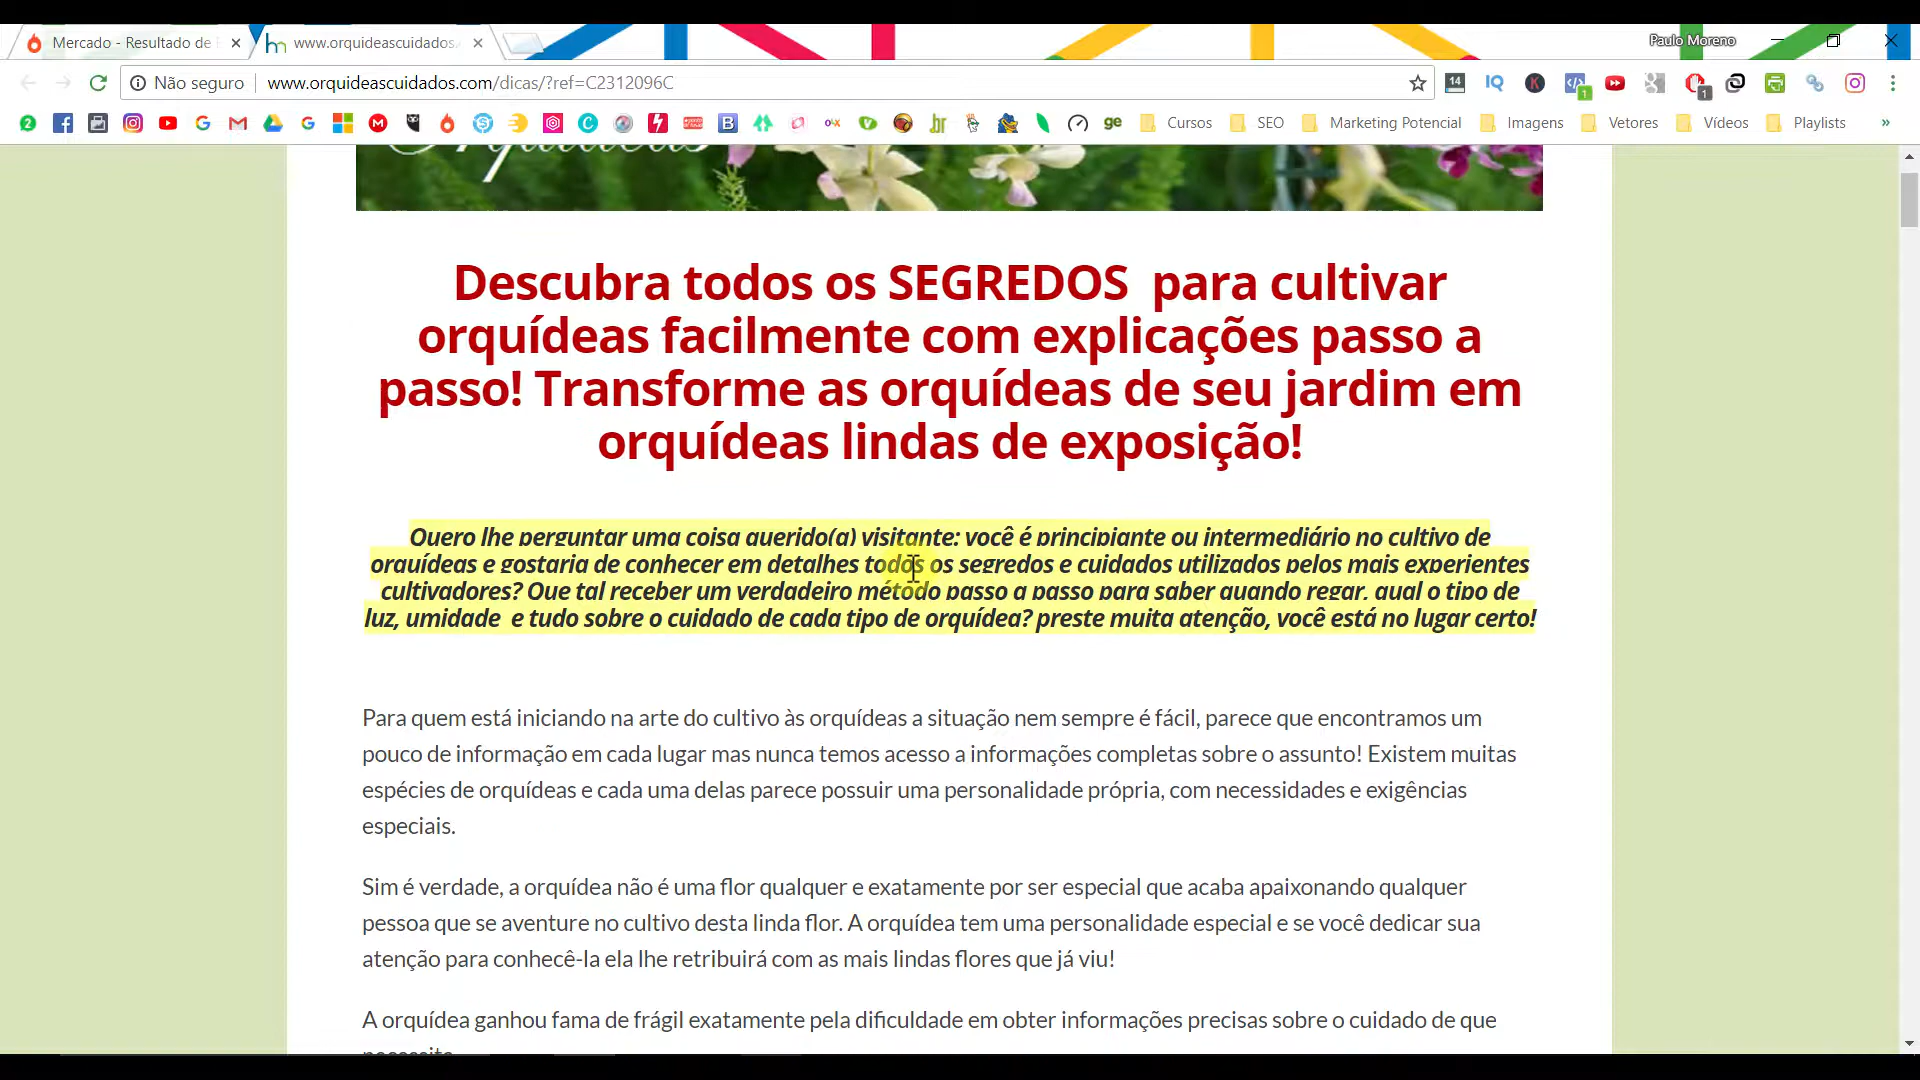 Mercado - Resultado de
www.orquideascuidados.
Paulo Moreno
Não seguro
www.orquideascuidados.com/dicas/?ref=C2312096C
14
IQ
K
1
1
Cursos
SEO
Marketing Potencial
Imagens
Vetores
Vídeos
Playlists
»
Orquídeas
Descubra todos os SEGREDOS para cultivar
orquídeas facilmente com explicações passo a
passo! Transforme as orquídeas de seu jardim em
orquídeas lindas de exposição!
Quero lhe perguntar uma coisa querido(a) visitante: você é principiante ou intermediário no cultivo de
orquídeas e gostaria de conhecer em detalhes todos os segredos e cuidados utilizados pelos mais experientes
cultivadores? Que tal receber um verdadeiro método passo a passo para saber quando regar, qual o tipo de
luz, umidade e tudo sobre o cuidado de cada tipo de orquídea? preste muita atenção, você está no lugar certo!
Para quem está iniciando na arte do cultivo às orquídeas a situação nem sempre é fácil, parece que encontramos um
pouco de informação em cada lugar mas nunca temos acesso a informações completas sobre o assunto! Existem muitas
espécies de orquídeas e cada uma delas parece possuir uma personalidade própria, com necessidades e exigências
especiais.
Sim é verdade, a orquídea não é uma flor qualquer e exatamente por ser especial que acaba apaixonando qualquer
pessoa que se aventure no cultivo desta linda flor. A orquídea tem uma personalidade especial e se você dedicar sua
atenção para conhecê-la ela lhe retribuirá com as mais lindas flores que já viu!
A orquídea ganhou fama de frágil exatamente pela dificuldade em obter informações precisas sobre o cuidado de que
necessita.